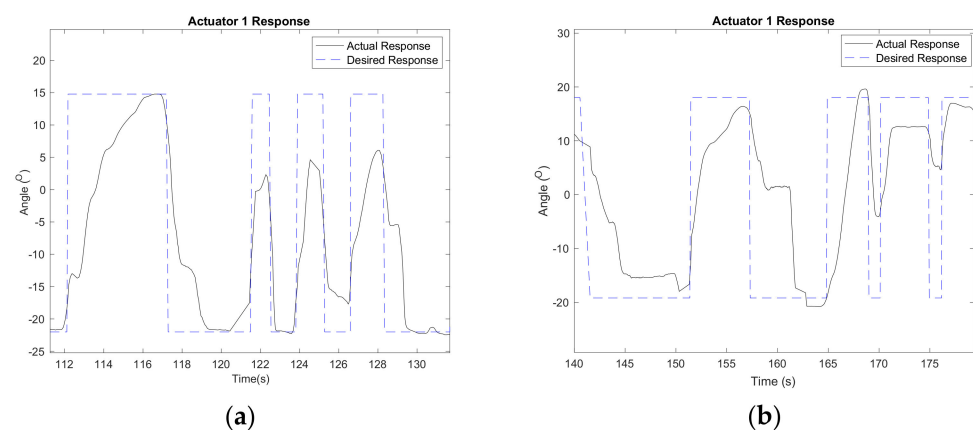 Actuator 1 Response
Actual Response
Desired Response
20
15
10
5
0
-5
-10
-15
-20
-25
Angle (O)
112 114 116 118 120 122 124 126 128 130
Time(s)
(a)
Actuator 1 Response
Actual Response
Desired Response
30
20
10
0
-10
-20
Angle (O)
140 145 150 155 160 165 170 175
Time (s)
(b)